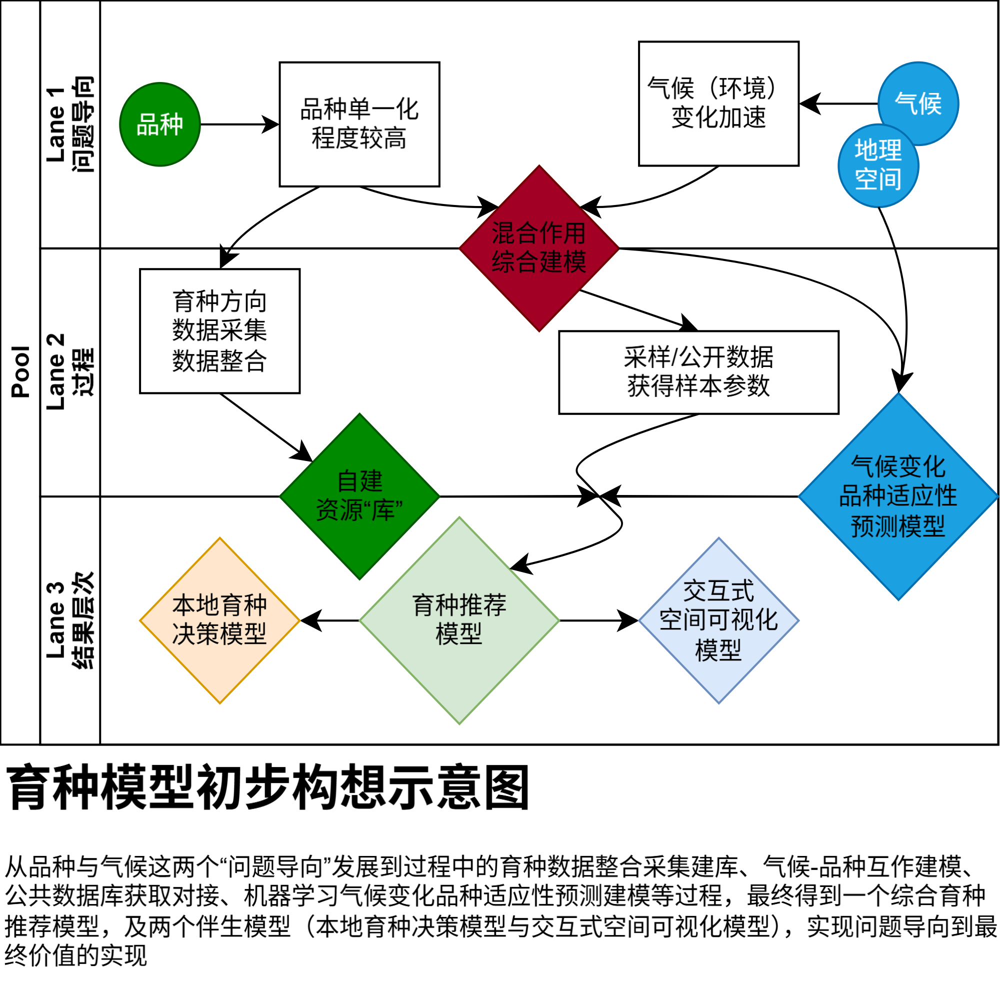 Pool
Lane 1
问题导向
品种
品种单一化
程度较高
气候（环境）
变化加速
气候
地理
空间
混合作用
综合建模
Lane 2
过程
育种方向
数据采集
数据整合
采样/公开数据
获得样本参数
自建
资源“库”
气候变化
品种适应性
预测模型
Lane 3
结果层次
本地育种
决策模型
育种推荐
模型
交互式
空间可视化
模型
育种模型初步构想示意图
从品种与气候这两个“问题导向”发展到过程中的育种数据整合采集建库、气候-品种互作建模、
公共数据库获取对接、机器学习气候变化品种适应性预测建模等过程，最终得到一个综合育种
推荐模型，及两个伴生模型（本地育种决策模型与交互式空间可视化模型），实现问题导向到最
终价值的实现